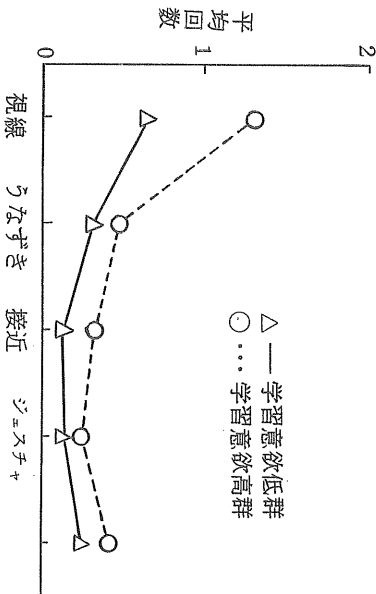 平均回数
2
1
0
△ — 学習意欲低群
○ … 学習意欲高群
視線
うなずき
接近
ジェスチャ